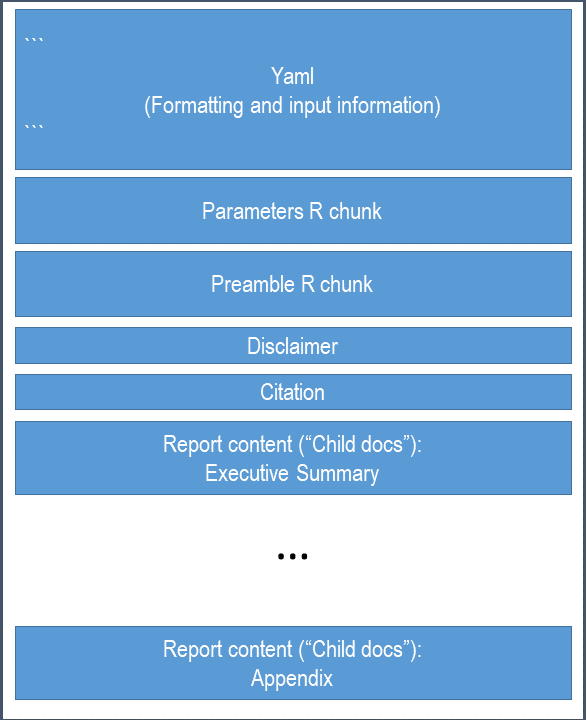 ```
Yaml
(Formatting and input information)
```
Parameters R chunk
Preamble R chunk
Disclaimer
Citation
Report content (“Child docs”):
Executive Summary
...
Report content (“Child docs”):
Appendix